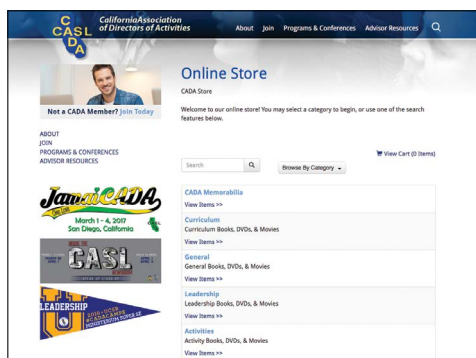 C
CASL
D
A
CaliforniaAssociation
of Directors of Activities
About Join Programs & Conferences Advisor Resources
Online Store
CADA Store
Welcome to our online store! You may select a category to begin, or use one of the search
features below.
Not a CADA Member? Join Today
ABOUT
JOIN
PROGRAMS & CONFERENCES
ADVISOR RESOURCES
View Cart (0 Items)
Search
Browse By Category
JamaiCADA
March 1 - 4, 2017
San Diego, California
CASL
LEADERSHIP
U
CADA Memorabilia
View Items >>
Curriculum
Curriculum Books, DVDs, & Movies
View Items >>
General
General Books, DVDs, & Movies
View Items >>
Leadership
Leadership Books, DVDs, & Movies
View Items >>
Activities
Activity Books, DVDs, & Movies
View Items >>